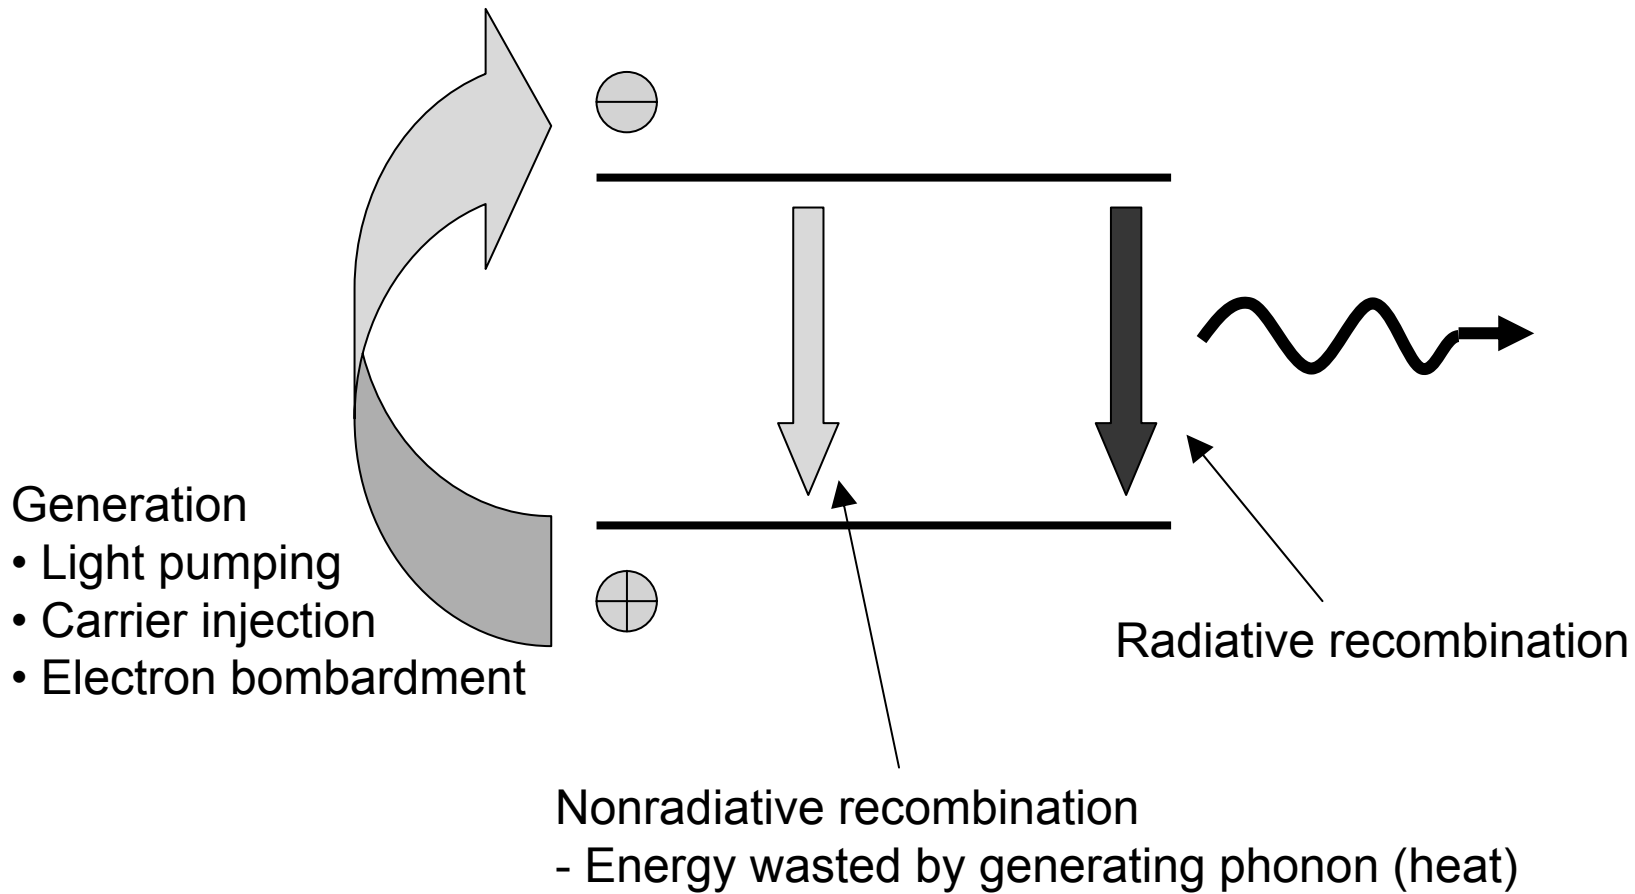 Generation
• Light pumping
• Carrier injection
• Electron bombardment
Radiative recombination
Nonradiative recombination
- Energy wasted by generating phonon (heat)